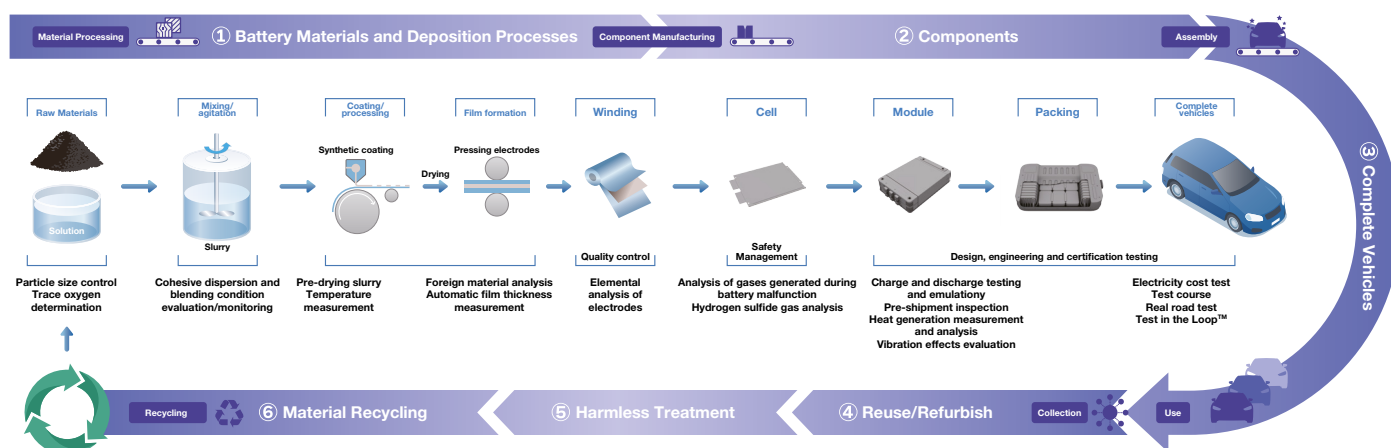 Material Processing
① Battery Materials and Deposition Processes
Component Manufacturing
② Components
Assembly
③ Complete Vehicles
Raw Materials
Mixing/
agitation
Coating/
processing
Film formation
Winding
Cell
Module
Packing
Complete
vehicles
Synthetic coating
Drying
Pressing electrodes
Solution
Slurry
Quality control
Safety
Management
Design, engineering and certification testing
Particle size control
Trace oxygen
determination
Cohesive dispersion and
blending condition
evaluation/monitoring
Pre-drying slurry
Temperature
measurement
Foreign material analysis
Automatic film thickness
measurement
Elemental
analysis of
electrodes
Analysis of gases generated during
battery malfunction
Hydrogen sulfide gas analysis
Charge and discharge testing
and emulationy
Pre-shipment inspection
Heat generation measurement
and analysis
Vibration effects evaluation
Electricity cost test
Test course
Real road test
Test in the Loop™
Recycling
⑥ Material Recycling
⑤ Harmless Treatment
④ Reuse/Refurbish
Collection
Use